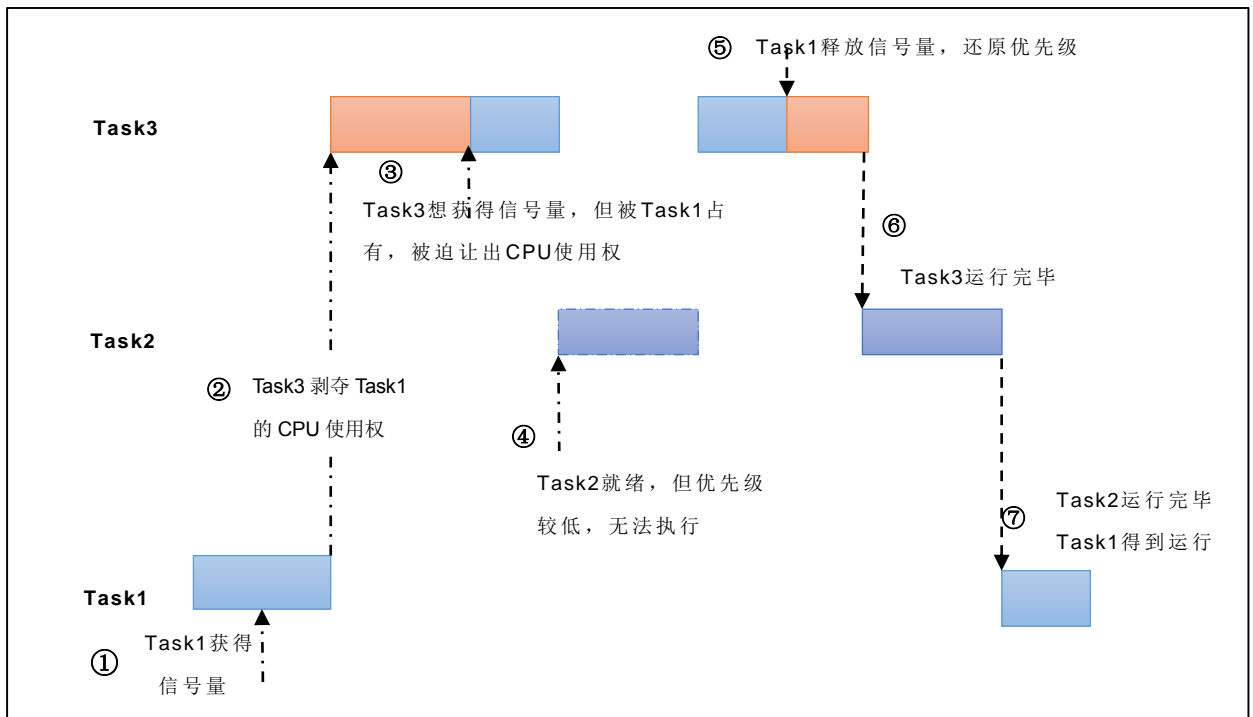 ⑤ Task1释放信号量，还原优先级
Task3
③
Task3想获得信号量，但被Task1占
有，被迫让出CPU使用权
⑥
Task3运行完毕
Task2
② Task3 剥夺 Task1
的 CPU 使用权
④
Task2就绪，但优先级
较低，无法执行
Task2运行完毕
⑦
Task1得到运行
Task1
① Task1获得
信号量